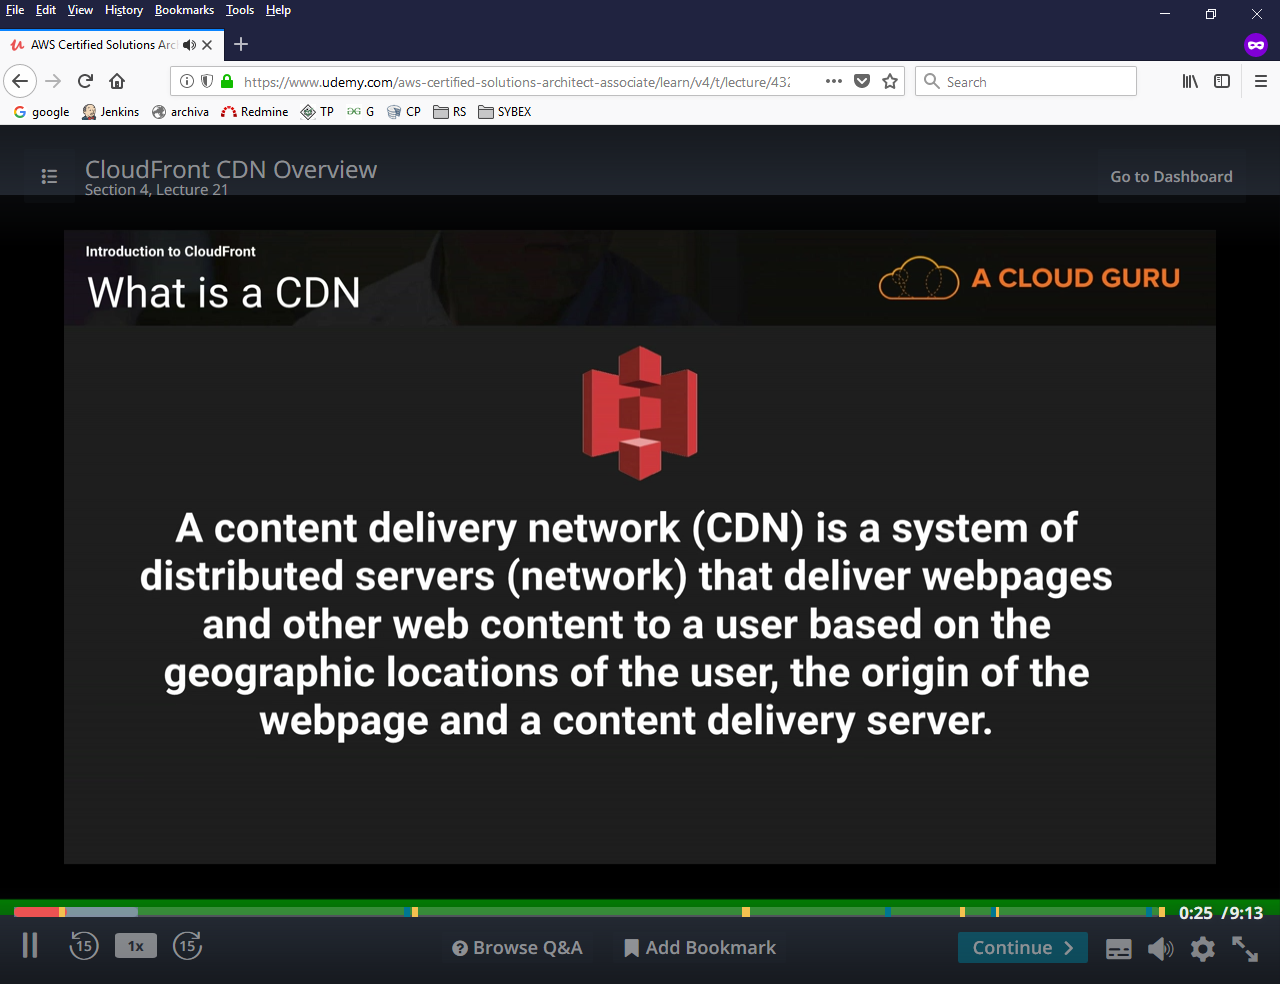 File Edit View History Bookmarks Tools Help
AWS Certified Solutions Arc
https://www.udemy.com/aws-certified-solutions-architect-associate/learn/v4/t/lecture/432
Search
google Jenkins archiva Redmine TP G CP RS SYBEX
CloudFront CDN Overview
Section 4, Lecture 21
Go to Dashboard
Introduction to CloudFront
What is a CDN
A CLOUD GURU
A content delivery network (CDN) is a system of
distributed servers (network) that deliver webpages
and other web content to a user based on the
geographic locations of the user, the origin of the
webpage and a content delivery server.
0:25 /9:13
15 1x 15
Browse Q&A
Add Bookmark
Continue